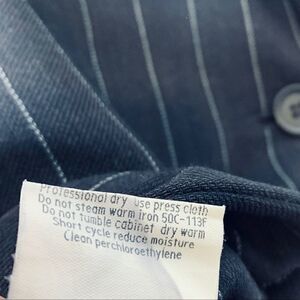 Professional dry use press cloth
Do not steam warm iron 50C-113F
Do not tumble cabinet dry warm
Short cycle reduce moisture
Clean perchloroethylene